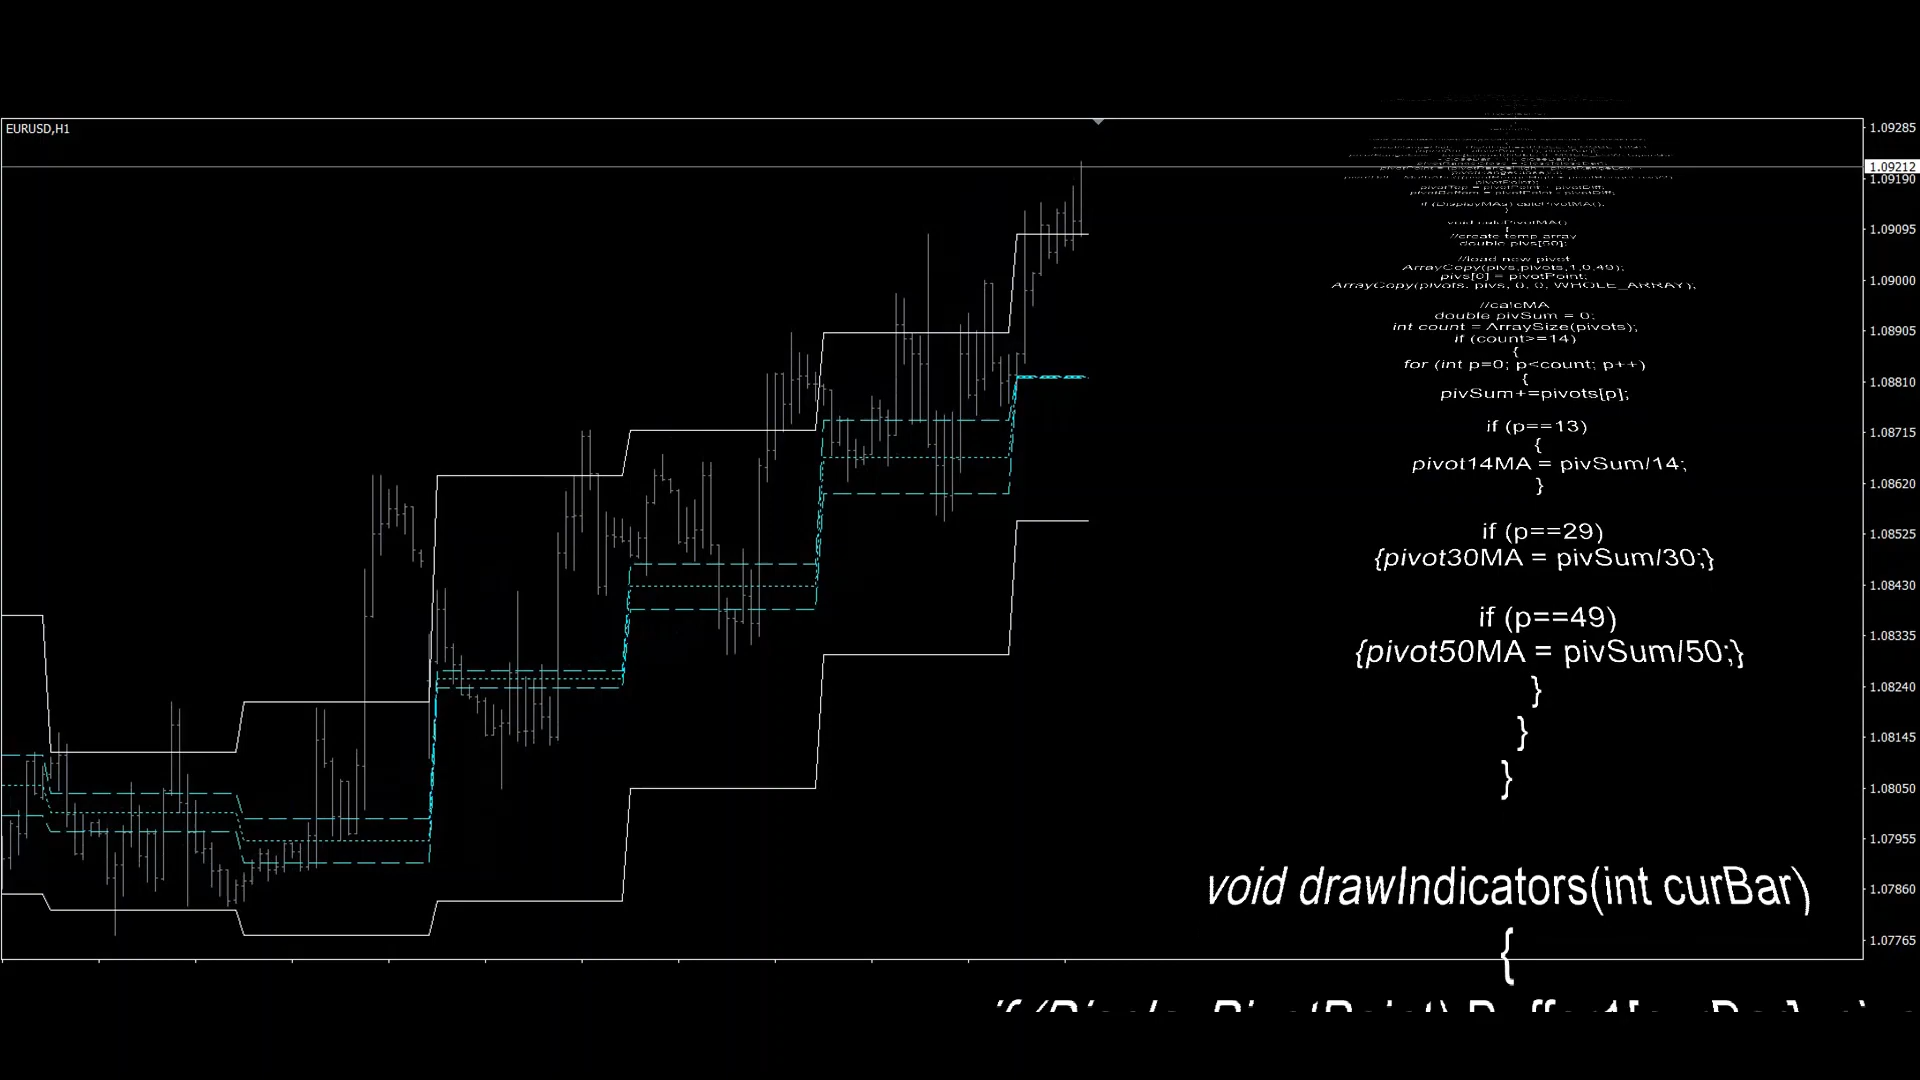 EURUSD,H1
1.09285
1.09212
1.09190
1.09095
1.09000
1.08905
1.08810
1.08715
1.08620
1.08525
1.08430
1.08335
1.08240
1.08145
1.08050
1.07955
1.07860
1.07765
if (DisplayMAs) calcPivotMA();
}
void calcPivotMA()
{
//create temp array
double pivs[50];
//load new pivot
ArrayCopy(pivs,pivots,1,0,49);
pivs[0] = pivotPoint;
ArrayCopy(pivots, pivs, 0, 0, WHOLE_ARRAY);
//calcMA
double pivSum = 0;
int count = ArraySize(pivots);
if (count>=14)
{
for (int p=0; p<count; p++)
{
pivSum+=pivots[p];
if (p==13)
{
pivot14MA = pivSum/14;
}
if (p==29)
{pivot30MA = pivSum/30;}
if (p==49)
{pivot50MA = pivSum/50;}
}
}
}
void drawIndicators(int curBar)
{